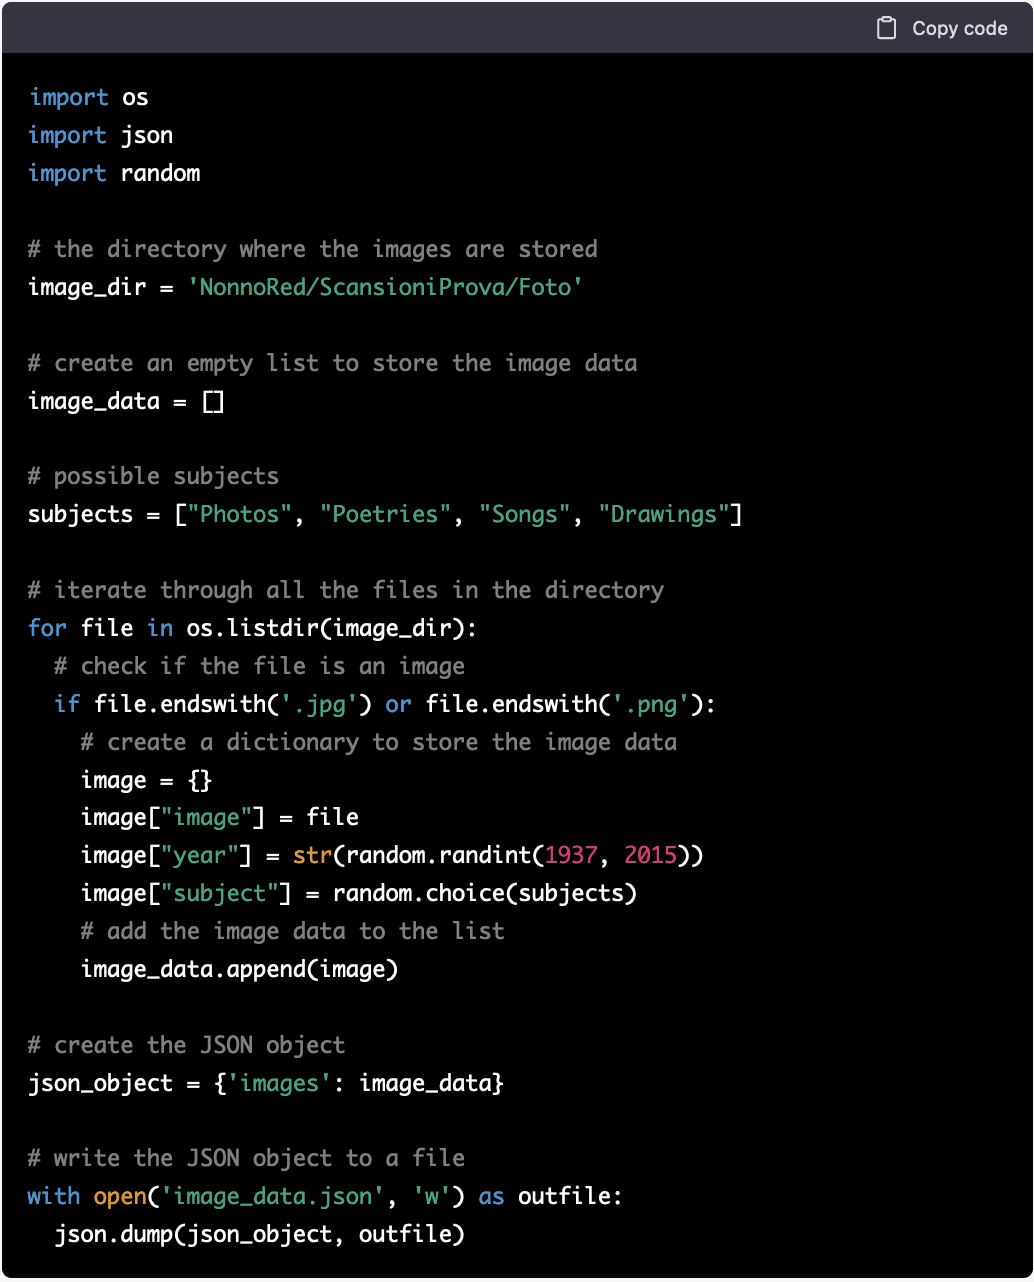 Copy code
import os
import json
import random
# the directory where the images are stored
image_dir = 'NonnoRed/ScansioniProva/Foto'
# create an empty list to store the image data
image_data = []
# possible subjects
subjects = ["Photos", "Poetries", "Songs", "Drawings"]
# iterate through all the files in the directory
for file in os.listdir(image_dir):
  # check if the file is an image
  if file.endswith('.jpg') or file.endswith('.png'):
    # create a dictionary to store the image data
    image = {}
    image["image"] = file
    image["year"] = str(random.randint(1937, 2015))
    image["subject"] = random.choice(subjects)
    # add the image data to the list
    image_data.append(image)
# create the JSON object
json_object = {'images': image_data}
# write the JSON object to a file
with open('image_data.json', 'w') as outfile:
  json.dump(json_object, outfile)